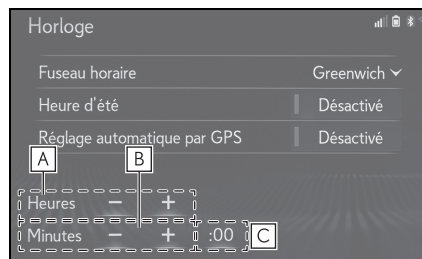 Horloge
Fuseau horaire Greenwich
Heure d'été Désactivé
Réglage automatique par GPS Désactivé
A B
Heures − +
Minutes − + :00 C